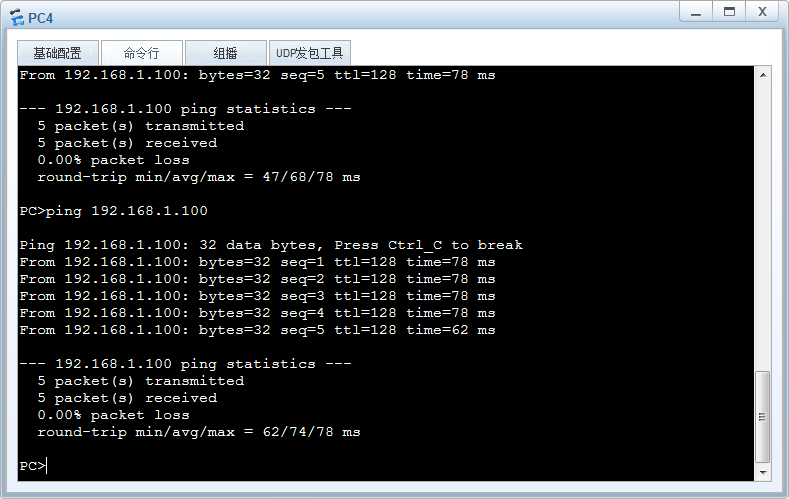 PC4
基础配置 命令行 组播 UDP发包工具
From 192.168.1.100: bytes=32 seq=5 ttl=128 time=78 ms
--- 192.168.1.100 ping statistics ---
5 packet(s) transmitted
5 packet(s) received
0.00% packet loss
round-trip min/avg/max = 47/68/78 ms
PC>ping 192.168.1.100
Ping 192.168.1.100: 32 data bytes, Press Ctrl_C to break
From 192.168.1.100: bytes=32 seq=1 ttl=128 time=78 ms
From 192.168.1.100: bytes=32 seq=2 ttl=128 time=78 ms
From 192.168.1.100: bytes=32 seq=3 ttl=128 time=78 ms
From 192.168.1.100: bytes=32 seq=4 ttl=128 time=78 ms
From 192.168.1.100: bytes=32 seq=5 ttl=128 time=62 ms
--- 192.168.1.100 ping statistics ---
5 packet(s) transmitted
5 packet(s) received
0.00% packet loss
round-trip min/avg/max = 62/74/78 ms
PC>